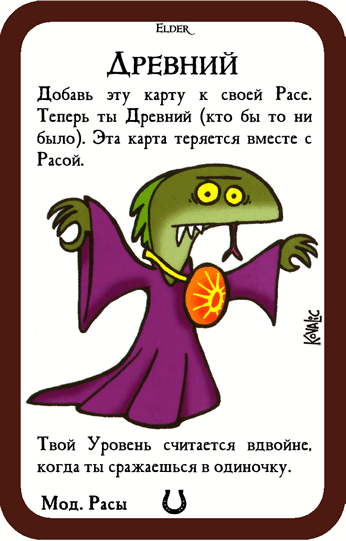 Elder
Древний
Добавь эту карту к своей Расе.
Теперь ты Древний (кто бы то ни
было). Эта карта теряется вместе с
Расой.
Kovalic
Твой Уровень считается вдвойне,
когда ты сражаешься в одиночку.
Мод. Расы